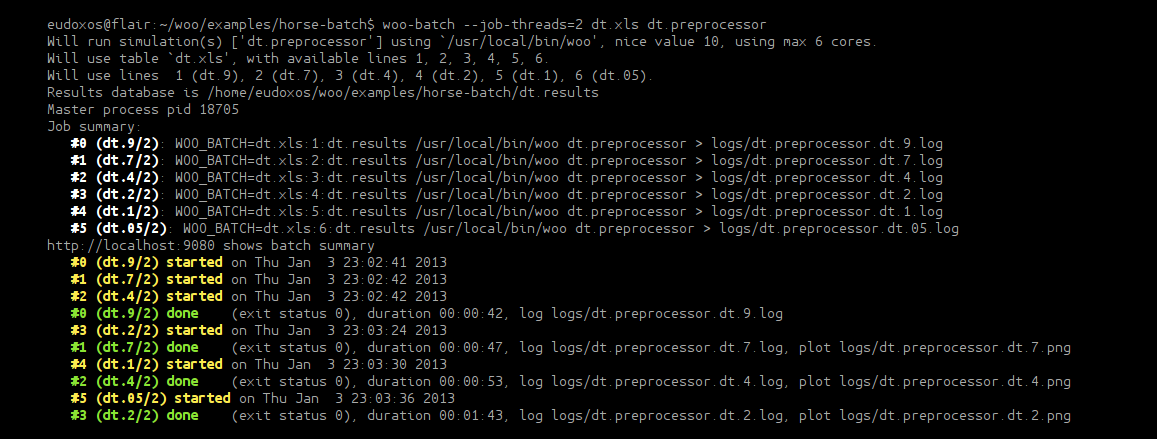 eudoxos@flair:~/woo/examples/horse-batch$ woo-batch --job-threads=2 dt.xls dt.preprocessor
Will run simulation(s) ['dt.preprocessor'] using `/usr/local/bin/woo', nice value 10, using max 6 cores.
Will use table `dt.xls', with available lines 1, 2, 3, 4, 5, 6.
Will use lines  1 (dt.9), 2 (dt.7), 3 (dt.4), 4 (dt.2), 5 (dt.1), 6 (dt.05).
Results database is /home/eudoxos/woo/examples/horse-batch/dt.results
Master process pid 18705
Job summary:
   #0 (dt.9/2): WOO_BATCH=dt.xls:1:dt.results /usr/local/bin/woo dt.preprocessor > logs/dt.preprocessor.dt.9.log
   #1 (dt.7/2): WOO_BATCH=dt.xls:2:dt.results /usr/local/bin/woo dt.preprocessor > logs/dt.preprocessor.dt.7.log
   #2 (dt.4/2): WOO_BATCH=dt.xls:3:dt.results /usr/local/bin/woo dt.preprocessor > logs/dt.preprocessor.dt.4.log
   #3 (dt.2/2): WOO_BATCH=dt.xls:4:dt.results /usr/local/bin/woo dt.preprocessor > logs/dt.preprocessor.dt.2.log
   #4 (dt.1/2): WOO_BATCH=dt.xls:5:dt.results /usr/local/bin/woo dt.preprocessor > logs/dt.preprocessor.dt.1.log
   #5 (dt.05/2): WOO_BATCH=dt.xls:6:dt.results /usr/local/bin/woo dt.preprocessor > logs/dt.preprocessor.dt.05.log
http://localhost:9080 shows batch summary
   #0 (dt.9/2) started on Thu Jan  3 23:02:41 2013
   #1 (dt.7/2) started on Thu Jan  3 23:02:42 2013
   #2 (dt.4/2) started on Thu Jan  3 23:02:42 2013
   #0 (dt.9/2) done    (exit status 0), duration 00:00:42, log logs/dt.preprocessor.dt.9.log
   #3 (dt.2/2) started on Thu Jan  3 23:03:24 2013
   #1 (dt.7/2) done    (exit status 0), duration 00:00:47, log logs/dt.preprocessor.dt.7.log, plot logs/dt.preprocessor.dt.7.png
   #4 (dt.1/2) started on Thu Jan  3 23:03:30 2013
   #2 (dt.4/2) done    (exit status 0), duration 00:00:53, log logs/dt.preprocessor.dt.4.log, plot logs/dt.preprocessor.dt.4.png
   #5 (dt.05/2) started on Thu Jan  3 23:03:36 2013
   #3 (dt.2/2) done    (exit status 0), duration 00:01:43, log logs/dt.preprocessor.dt.2.log, plot logs/dt.preprocessor.dt.2.png